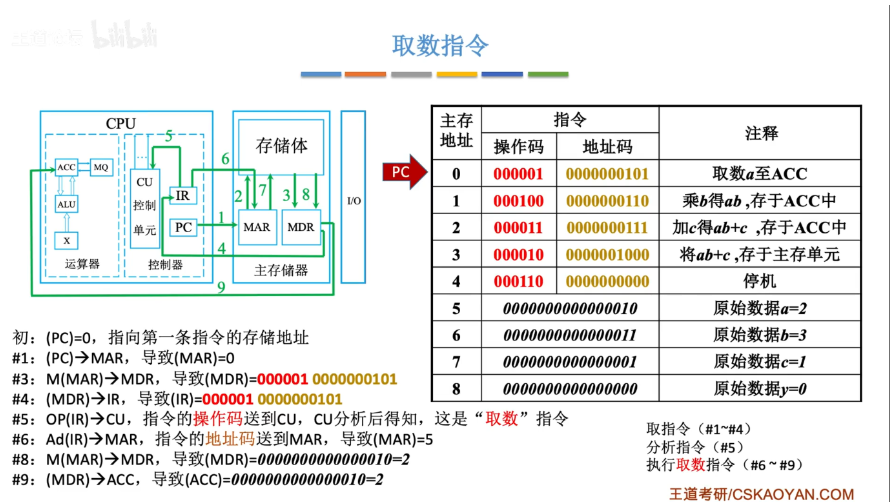 bilibili
取数指令
CPU
5
ACC
MQ
ALU
X
运算器
CU
控制
单元
IR
PC
控制器
6
1
4
9
存储体
2
7
3
8
MAR
MDR
主存储器
I/O
PC
主存
地址
指令
注释
操作码 地址码
0 000001 0000000101 取数a至ACC
1 000100 0000000110 乘b得ab ,存于ACC中
2 000011 0000000111 加c得ab+c ,存于ACC中
3 000010 0000001000 将ab+c ,存于主存单元
4 000110 0000000000 停机
5 0000000000000010 原始数据a=2
6 0000000000000011 原始数据b=3
7 0000000000000001 原始数据c=1
8 0000000000000000 原始数据y=0
初：(PC)=0，指向第一条指令的存储地址
#1：(PC)→MAR，导致(MAR)=0
#3：M(MAR)→MDR，导致(MDR)=000001 0000000101
#4：(MDR)→IR，导致(IR)=000001 0000000101
#5：OP(IR)→CU，指令的操作码送到CU，CU分析后得知，这是“取数”指令
#6：Ad(IR)→MAR，指令的地址码送到MAR，导致(MAR)=5
#8：M(MAR)→MDR，导致(MDR)=0000000000000010=2
#9：(MDR)→ACC，导致(ACC)=0000000000000010=2
取指令（#1~#4）
分析指令（#5）
执行取数指令（#6 ~ #9）
王道考研/CSKAOYAN.COM